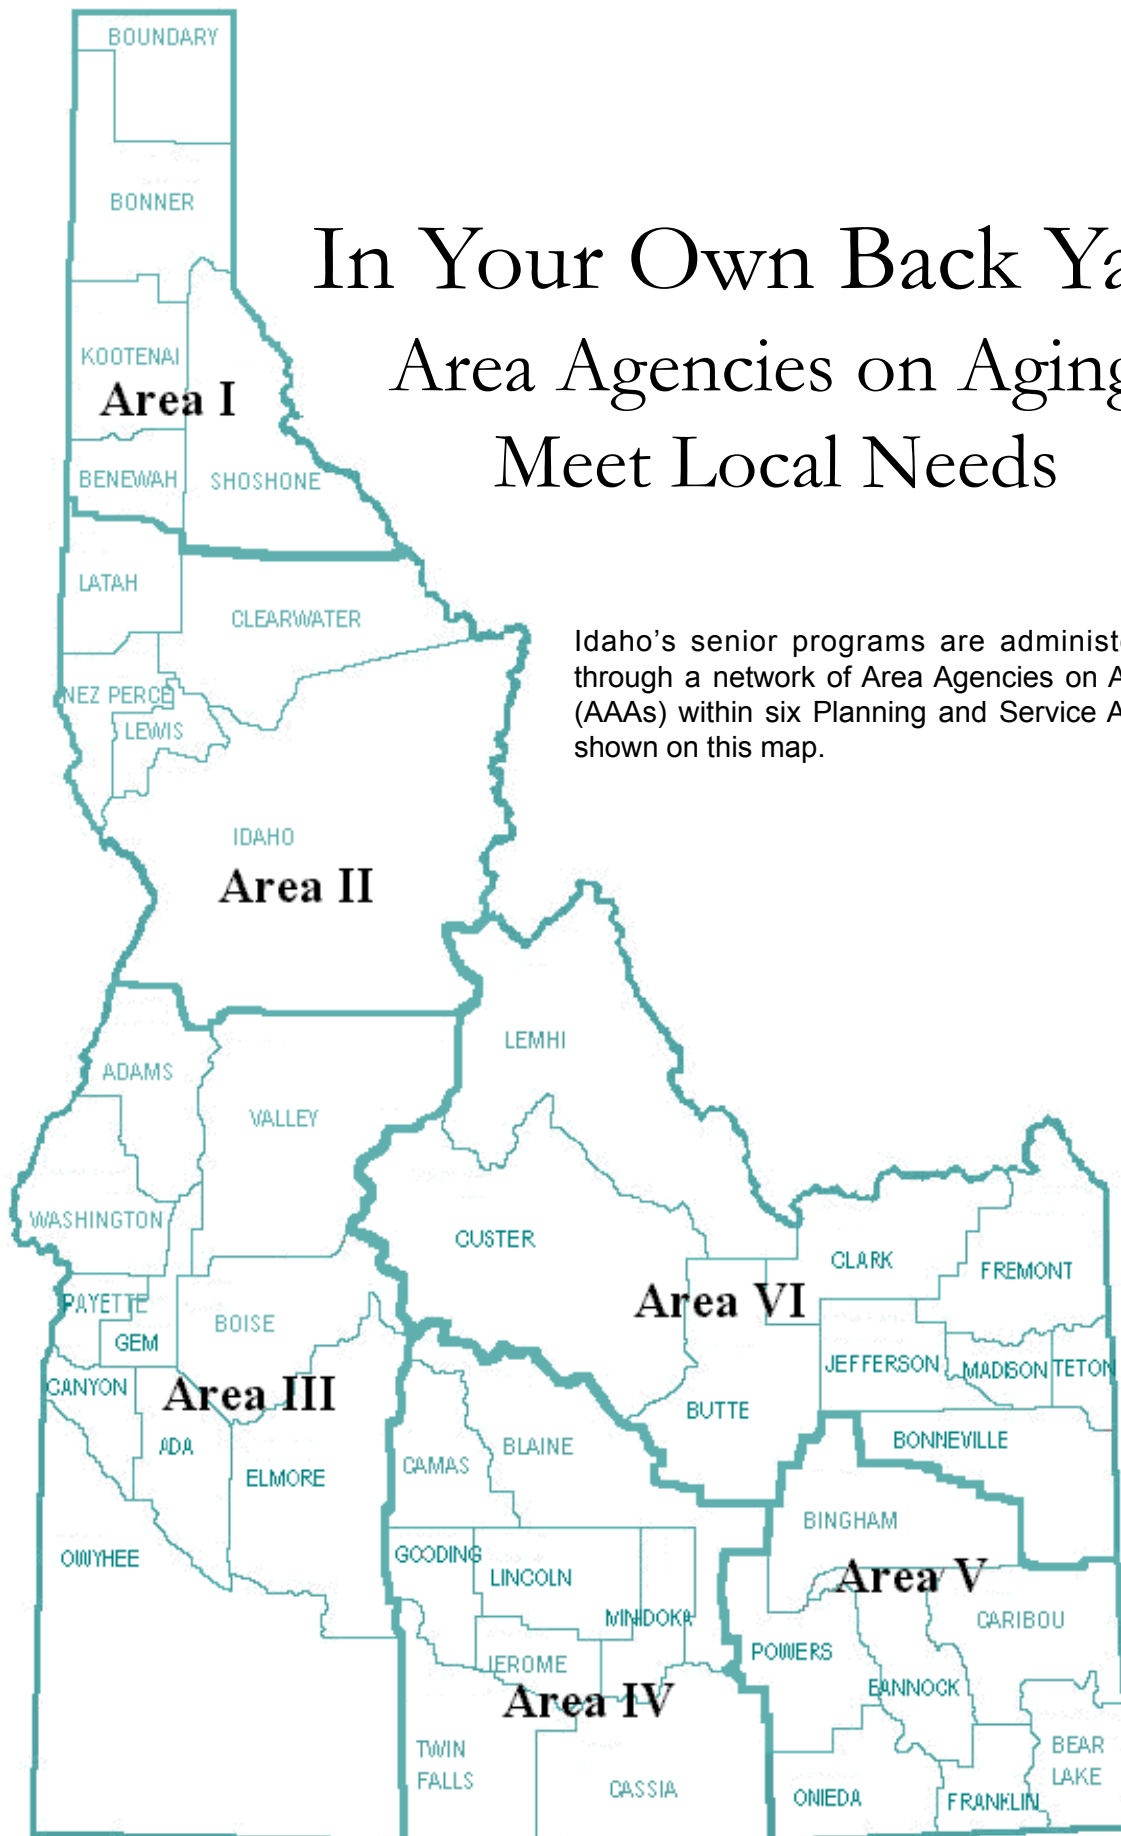 BOUNDARY
BONNER
In Your Own Back Ya
KOOTENAI
Area Agencies on Aging
Area I
Meet Local Needs
BENEWAH
SHOSHONE
LATAH
CLEARWATER
Idaho's senior programs are administe
through a network of Area Agencies on A
(AAAs) within six Planning and Service A
shown on this map.
NEZ PERCE
LEWIS
IDAHO
Area II
LEMHI
ADAMS
VALLEY
WASHINGTON
CUSTER
CLARK
FREMONT
Area VI
PAYETTE
BOISE
GEM
JEFFERSON
MADISON
TETON
CANYON
Area III
BUTTE
ADA
BLAINE
BONNEVILLE
CAMAS
ELMORE
BINGHAM
OWYHEE
GOODING
LINCOLN
Area V
MINIDOKA
CARIBOU
POWERS
JEROME
BANNOCK
Area IV
TWIN
FALLS
BEAR
LAKE
CASSIA
ONIEDA
FRANKLIN